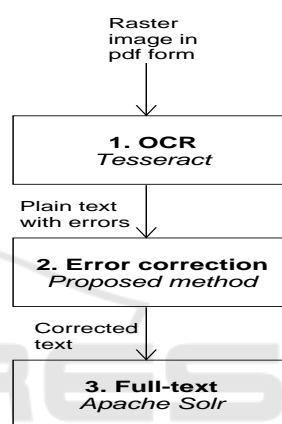 Raster
image in
pdf form
1. OCR
Tesseract
Plain text
with errors
2. Error correction
Proposed method
Corrected
text
3. Full-text
Apache Solr